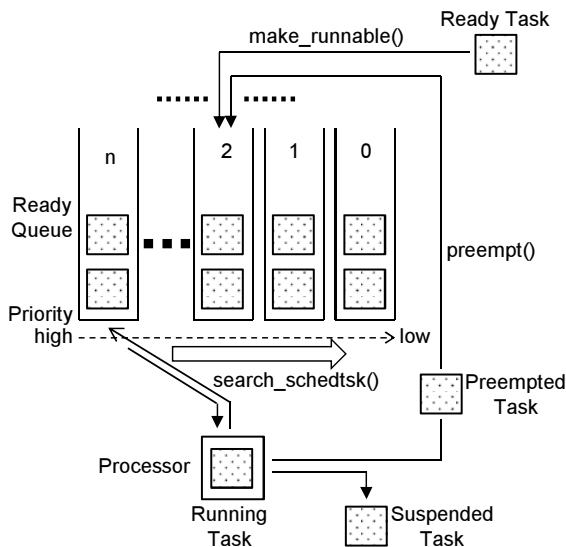 Ready Task
make_runnable()
n
2
1
0
Ready
Queue
preempt()
Priority
high
low
search_schedtsk()
Preempted
Task
Processor
Running
Task
Suspended
Task